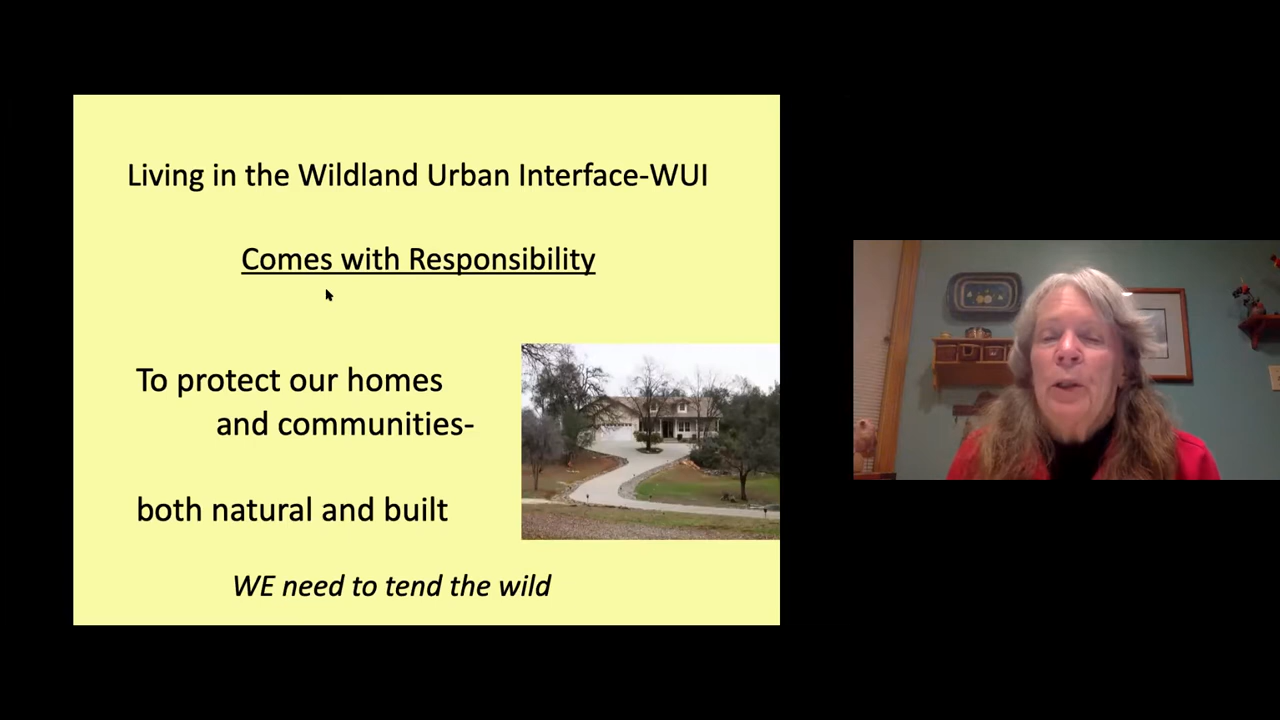 Living in the Wildland Urban Interface-WUI
Comes with Responsibility
To protect our homes
and communities-
both natural and built
WE need to tend the wild